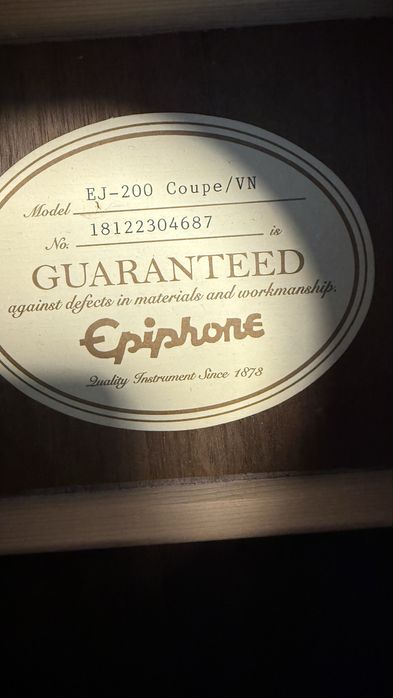 Model EJ-200 Coupe/VN
No. 18122304687 is
GUARANTEED
against defects in materials and workmanship.
Epiphone
Quality Instrument Since 1873